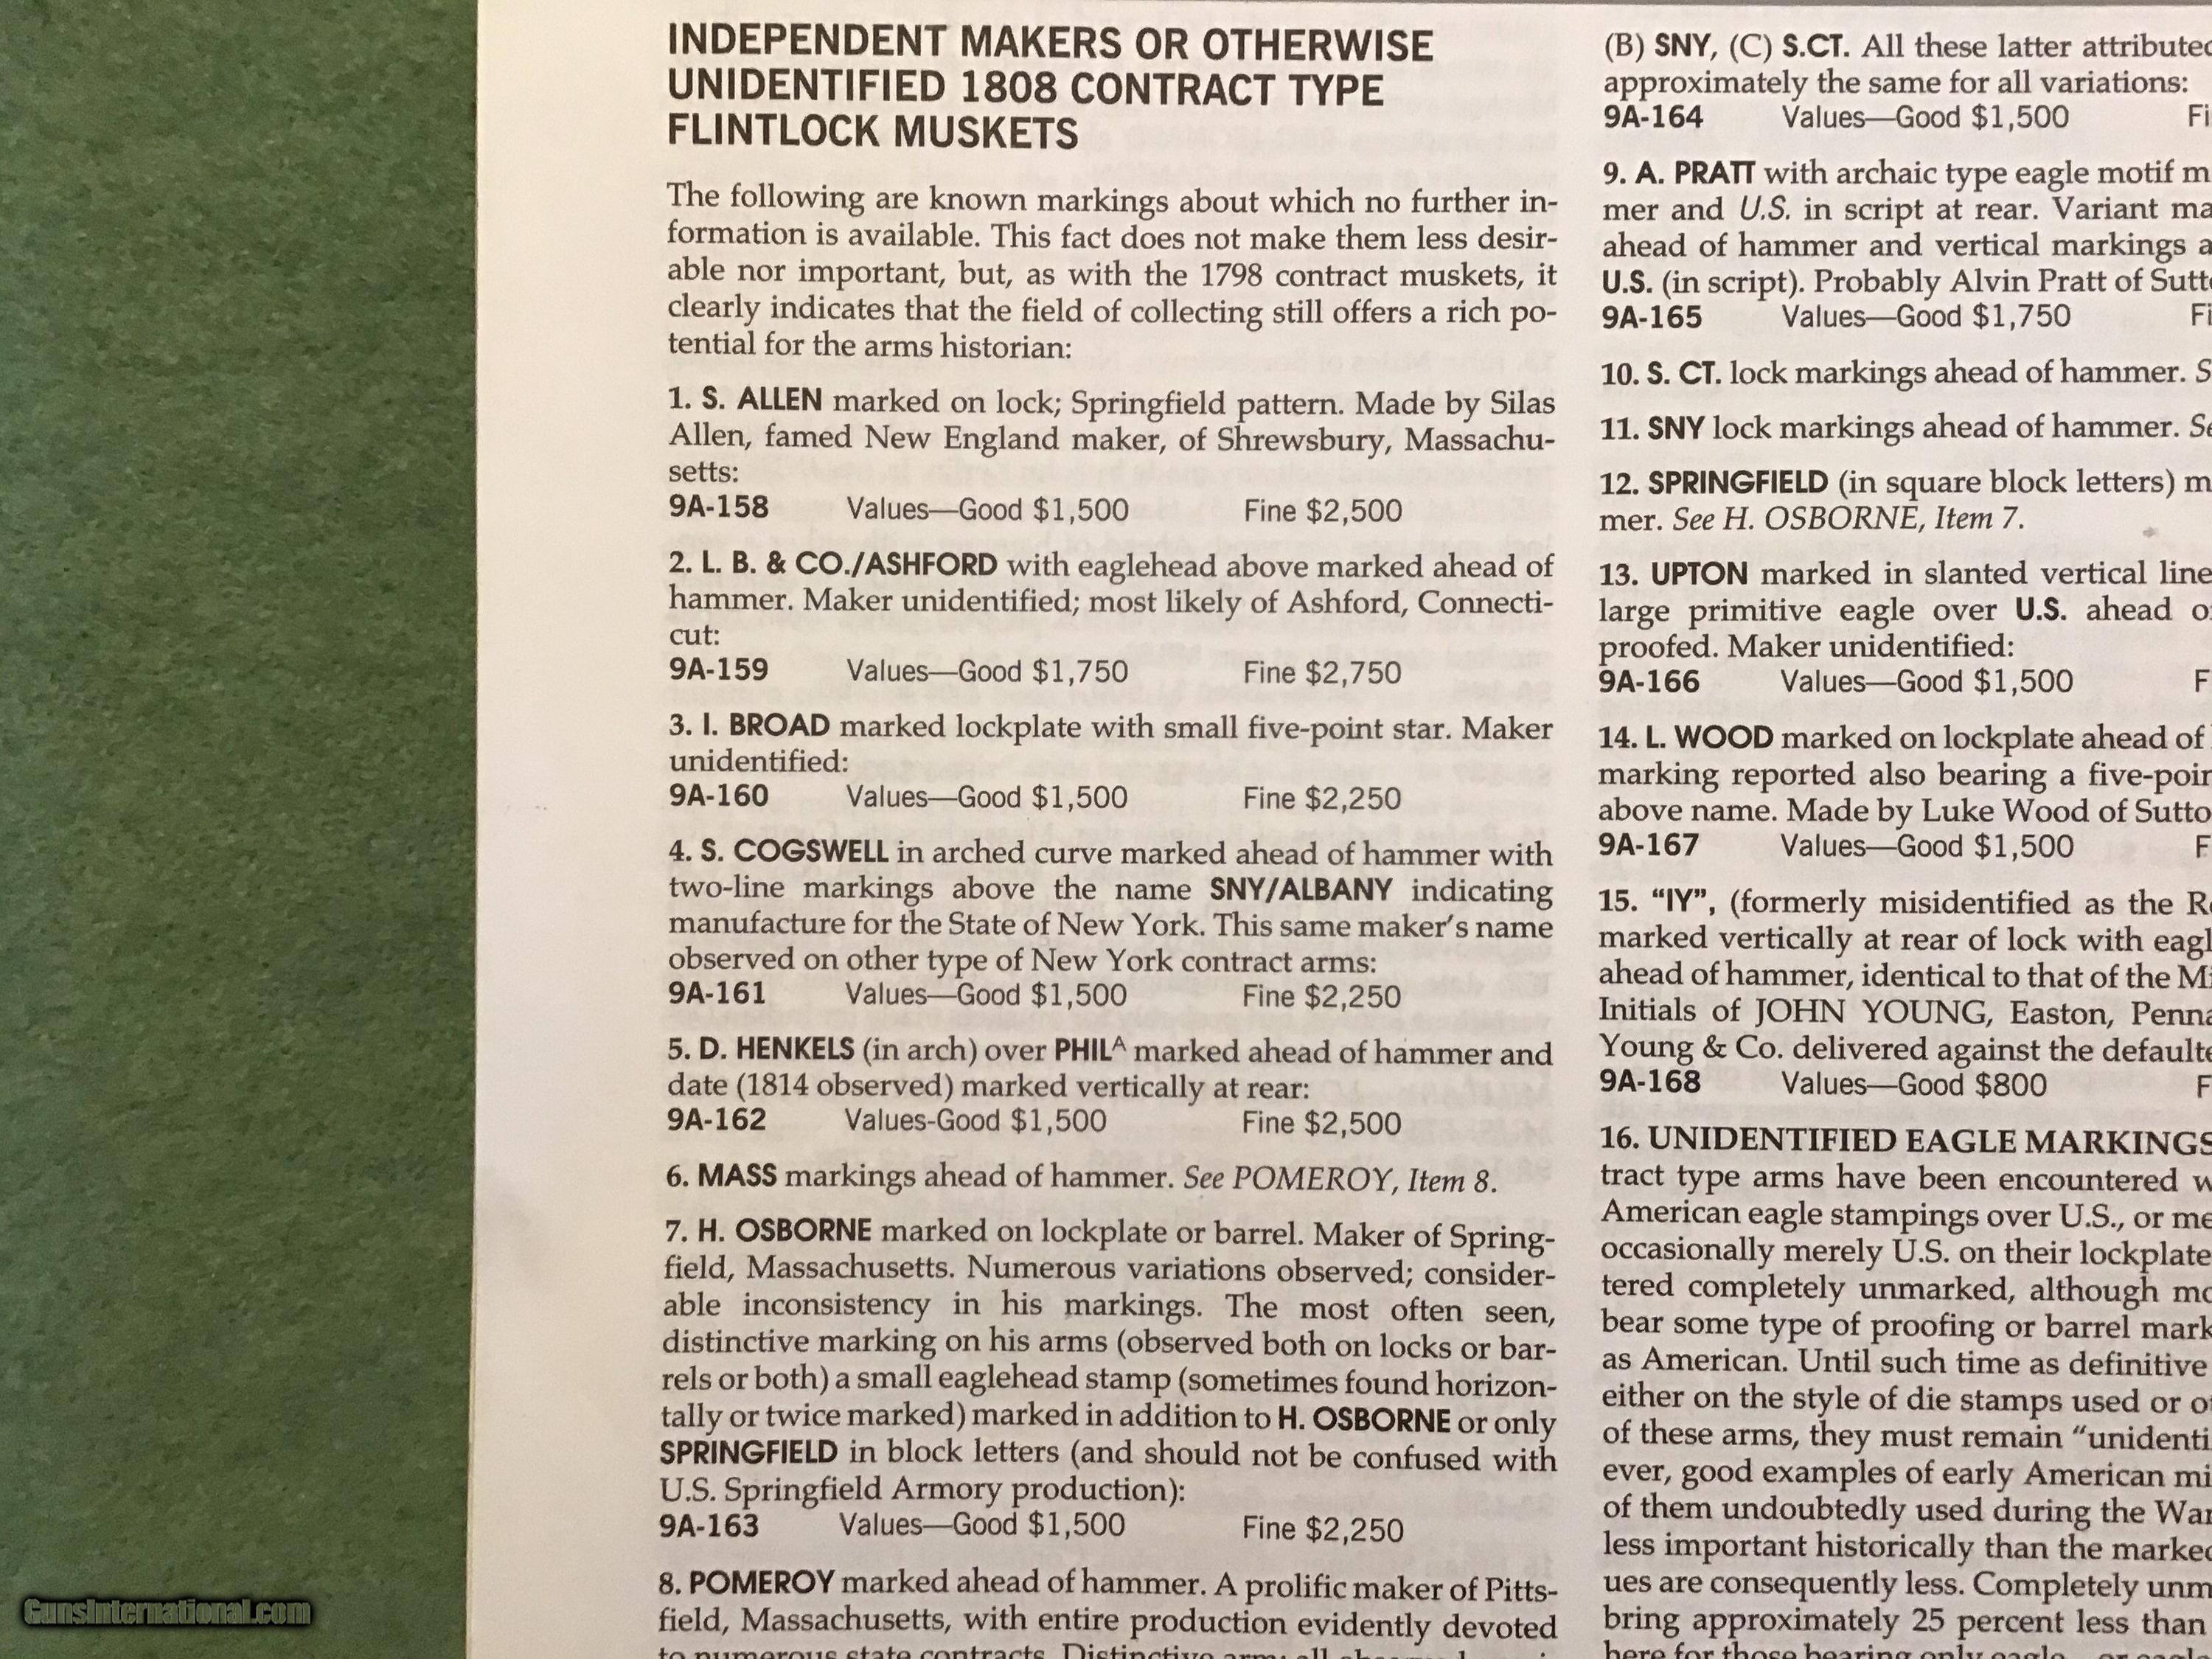 INDEPENDENT MAKERS OR OTHERWISE
UNIDENTIFIED 1808 CONTRACT TYPE
FLINTLOCK MUSKETS
The following are known markings about which no further in-
formation is available. This fact does not make them less desir-
able nor important, but, as with the 1798 contract muskets, it
clearly indicates that the field of collecting still offers a rich po-
tential for the arms historian:
1. S. ALLEN marked on lock; Springfield pattern. Made by Silas
Allen, famed New England maker, of Shrewsbury, Massachu-
setts:
9A-158 Values—Good $1,500 Fine $2,500
2. L. B. & CO./ASHFORD with eaglehead above marked ahead of
hammer. Maker unidentified; most likely of Ashford, Connecti-
cut:
9A-159 Values—Good $1,750 Fine $2,750
3. I. BROAD marked lockplate with small five-point star. Maker
unidentified:
9A-160 Values—Good $1,500 Fine $2,250
4. S. COGSWELL in arched curve marked ahead of hammer with
two-line markings above the name SNY/ALBANY indicating
manufacture for the State of New York. This same maker's name
observed on other type of New York contract arms:
9A-161 Values—Good $1,500 Fine $2,250
5. D. HENKELS (in arch) over PHILᴬ marked ahead of hammer and
date (1814 observed) marked vertically at rear:
9A-162 Values-Good $1,500 Fine $2,500
6. MASS markings ahead of hammer. See POMEROY, Item 8.
7. H. OSBORNE marked on lockplate or barrel. Maker of Spring-
field, Massachusetts. Numerous variations observed; consider-
able inconsistency in his markings. The most often seen,
distinctive marking on his arms (observed both on locks or bar-
rels or both) a small eaglehead stamp (sometimes found horizon-
tally or twice marked) marked in addition to H. OSBORNE or only
SPRINGFIELD in block letters (and should not be confused with
U.S. Springfield Armory production):
9A-163 Values—Good $1,500 Fine $2,250
8. POMEROY marked ahead of hammer. A prolific maker of Pitts-
field, Massachusetts, with entire production evidently devoted
to numerous state contracts. Distinctive arm; all
(B) SNY, (C) S.CT. All these latter attributed
approximately the same for all variations:
9A-164 Values—Good $1,500
9. A. PRATT with archaic type eagle motif
mer and U.S. in script at rear. Variant
ahead of hammer and vertical markings
U.S. (in script). Probably Alvin Pratt of
9A-165 Values—Good $1,750
10. S. CT. lock markings ahead of hammer.
11. SNY lock markings ahead of hammer.
12. SPRINGFIELD (in square block letters)
mer. See H. OSBORNE, Item 7.
13. UPTON marked in slanted vertical line
large primitive eagle over U.S. ahead
proofed. Maker unidentified:
9A-166 Values—Good $1,500
14. L. WOOD marked on lockplate ahead of
marking reported also bearing a
above name. Made by Luke Wood of
9A-167 Values—Good $1,500
15. “IY”, (formerly misidentified as the
marked vertically at rear of lock with
ahead of hammer, identical to that of the
Initials of JOHN YOUNG, Easton,
Young & Co. delivered against the
9A-168 Values—Good $800
16. UNIDENTIFIED EAGLE MARKINGS
tract type arms have been encountered
American eagle stampings over U.S., or
occasionally merely U.S. on their lockplate
tered completely unmarked, although
bear some type of proofing or barrel
as American. Until such time as definitive
either on the style of die stamps used or
of these arms, they must remain
ever, good examples of early American
of them undoubtedly used during the
less important historically than the
ues are consequently less. Completely
bring approximately 25 percent less than
here for those bearing only
GunsInternational.com